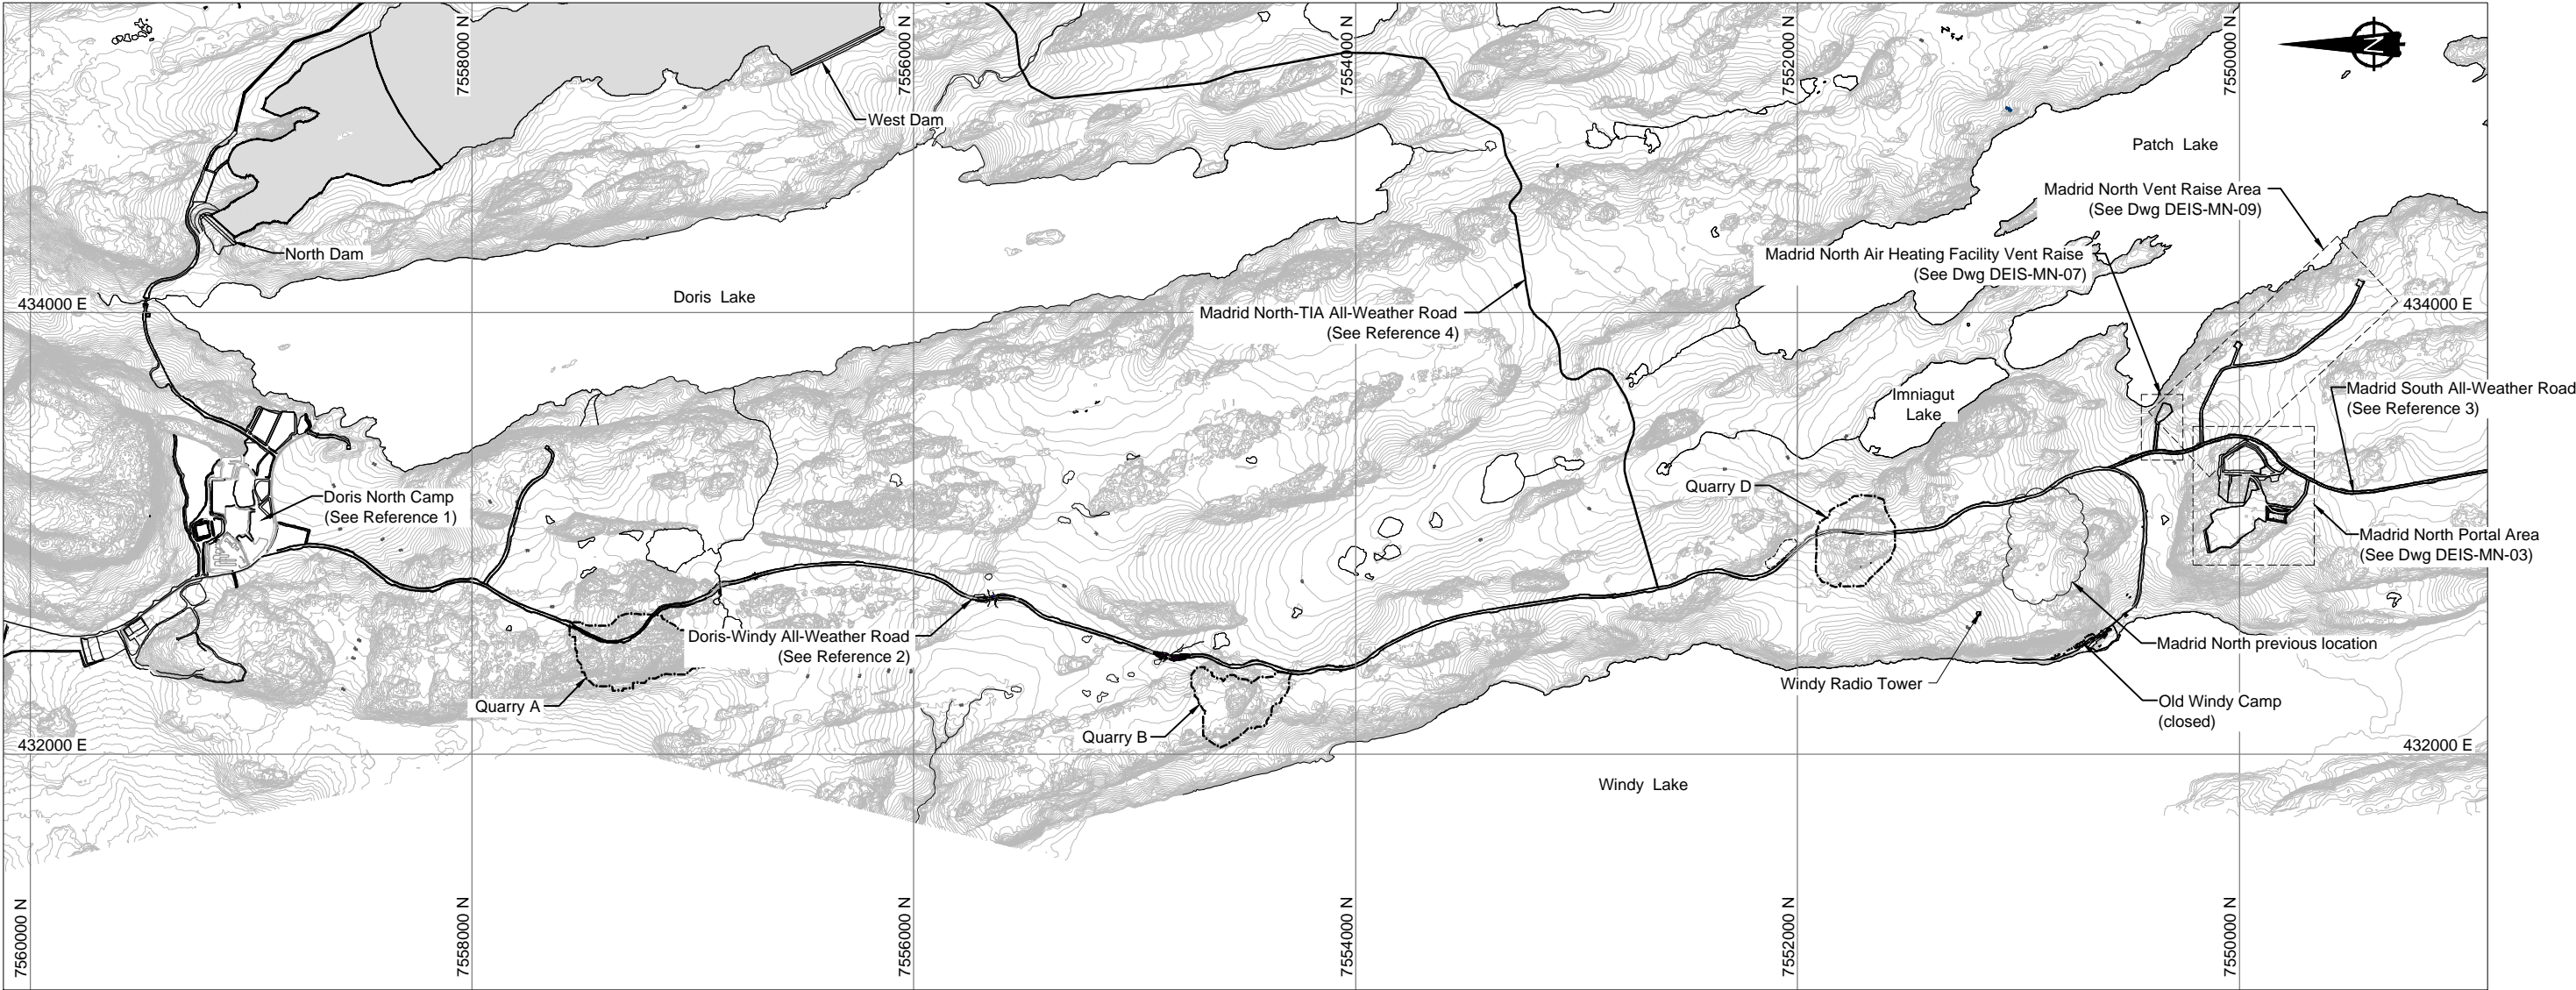 7558000 N
7556000 N
7554000 N
7552000 N
7550000 N
N
West Dam
Patch Lake
Madrid North Vent Raise Area
(See Dwg DEIS-MN-09)
North Dam
Madrid North Air Heating Facility Vent Raise
(See Dwg DEIS-MN-07)
434000 E
Doris Lake
434000 E
Madrid North-TIA All-Weather Road
(See Reference 4)
Imniagut
Lake
Madrid South All-Weather Road
(See Reference 3)
Doris North Camp
(See Reference 1)
Quarry D
Madrid North Portal Area
(See Dwg DEIS-MN-03)
Doris-Windy All-Weather Road
(See Reference 2)
Madrid North previous location
Windy Radio Tower
Quarry A
Old Windy Camp
(closed)
Quarry B
432000 E
432000 E
Windy Lake
7560000 N
7558000 N
7556000 N
7554000 N
7552000 N
7550000 N